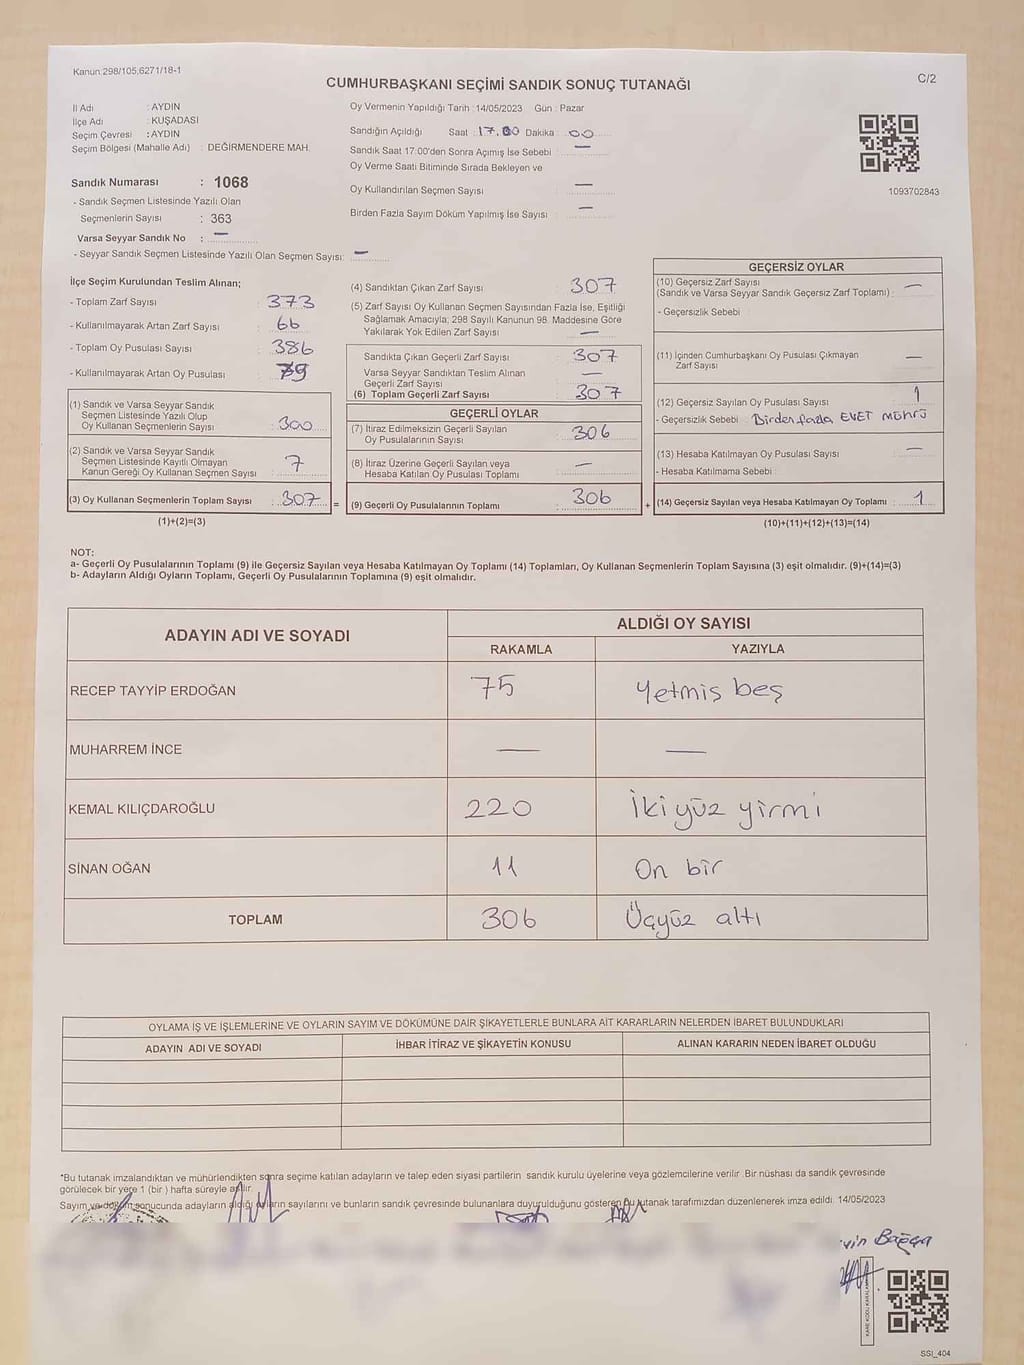 Kanun:298/105,6271/18-1
C/2
CUMHURBAŞKANI SEÇİMİ SANDIK SONUÇ TUTANAĞI
İl Adı : AYDIN
İlçe Adı : KUŞADASI
Seçim Çevresi : AYDIN
Seçim Bölgesi (Mahalle Adı) : DEĞİRMENDERE MAH.
Oy Vermenin Yapıldığı Tarih : 14/05/2023 Gün : Pazar
Sandığın Açıldığı Saat : 17.00 Dakika : 00
Sandık Saat 17:00'den Sonra Açımış İse Sebebi : —
Oy Verme Saati Bitiminde Sırada Bekleyen ve
Oy Kullandırılan Seçmen Sayısı : —
Birden Fazla Sayım Döküm Yapılmış İse Sayısı : —
1093702843
Sandık Numarası : 1068
- Sandık Seçmen Listesinde Yazılı Olan
Seçmenlerin Sayısı : 363
Varsa Seyyar Sandık No : —
- Seyyar Sandık Seçmen Listesinde Yazılı Olan Seçmen Sayısı: —
İlçe Seçim Kurulundan Teslim Alınan;
- Toplam Zarf Sayısı : 373
- Kullanılmayarak Artan Zarf Sayısı : 66
- Toplam Oy Pusulası Sayısı : 386
- Kullanılmayarak Artan Oy Pusulası : 79
(1) Sandık ve Varsa Seyyar Sandık
Seçmen Listesinde Yazılı Olup
Oy Kullanan Seçmenlerin Sayısı : 300
(2) Sandık ve Varsa Seyyar Sandık
Seçmen Listesinde Kayıtlı Olmayan
Kanun Gereği Oy Kullanan Seçmen Sayısı : 7
(3) Oy Kullanan Seçmenlerin Toplam Sayısı : 307 =
(1)+(2)=(3)
(4) Sandıktan Çıkan Zarf Sayısı : 307
(5) Zarf Sayısı Oy Kullanan Seçmen Sayısından Fazla İse, Eşitliği
Sağlamak Amacıyla; 298 Sayılı Kanunun 98. Maddesine Göre
Yakılarak Yok Edilen Zarf Sayısı : —
Sandıkta Çıkan Geçerli Zarf Sayısı : 307
Varsa Seyyar Sandıktan Teslim Alınan
Geçerli Zarf Sayısı : —
(6) Toplam Geçerli Zarf Sayısı : 307
GEÇERLİ OYLAR
(7) İtiraz Edilmeksizin Geçerli Sayılan
Oy Pusulalarının Sayısı : 306
(8) İtiraz Üzerine Geçerli Sayılan veya
Hesaba Katılan Oy Pusulası Toplamı : —
(9) Geçerli Oy Pusulalarının Toplamı : 306 +
GEÇERSİZ OYLAR
(10) Geçersiz Zarf Sayısı
(Sandık ve Varsa Seyyar Sandık Geçersiz Zarf Toplamı) : —
- Geçersizlik Sebebi :
(11) İçinden Cumhurbaşkanı Oy Pusulası Çıkmayan
Zarf Sayısı : —
(12) Geçersiz Sayılan Oy Pusulası Sayısı : 1
- Geçersizlik Sebebi : Birden fazla EVET mührü
(13) Hesaba Katılmayan Oy Pusulası Sayısı : —
- Hesaba Katılmama Sebebi :
(14) Geçersiz Sayılan veya Hesaba Katılmayan Oy Toplamı : 1
(10)+(11)+(12)+(13)=(14)
NOT:
a- Geçerli Oy Pusulalarının Toplamı (9) ile Geçersiz Sayılan veya Hesaba Katılmayan Oy Toplamı (14) Toplamları, Oy Kullanan Seçmenlerin Toplam Sayısına (3) eşit olmalıdır. (9)+(14)=(3)
b- Adayların Aldığı Oyların Toplamı, Geçerli Oy Pusulalarının Toplamına (9) eşit olmalıdır.
ADAYIN ADI VE SOYADI
ALDIĞI OY SAYISI
RAKAMLA YAZIYLA
RECEP TAYYİP ERDOĞAN 75 Yetmiş beş
MUHARREM İNCE — —
KEMAL KILIÇDAROĞLU 220 İki yüz yirmi
SİNAN OĞAN 11 On bir
TOPLAM 306 Üçyüz altı
OYLAMA İŞ VE İŞLEMLERİNE VE OYLARIN SAYIM VE DÖKÜMÜNE DAİR ŞİKAYETLERLE BUNLARA AİT KARARLARIN NELERDEN İBARET BULUNDUKLARI
ADAYIN ADI VE SOYADI İHBAR İTİRAZ VE ŞİKAYETİN KONUSU ALINAN KARARIN NEDEN İBARET OLDUĞU
*Bu tutanak imzalandıktan ve mühürlendikten sonra seçime katılan adayların ve talep eden siyasi partilerin sandık kurulu üyelerine veya gözlemcilerine verilir. Bir nüshası da sandık çevresinde
görülecek bir yere 1 (bir ) hafta süreyle asılır.
Sayım ve döküm sonucunda adayların aldığı oyların sayılarını ve bunların sandık çevresinde bulunanlara duyurulduğunu gösteren bu tutanak tarafımızdan düzenlenerek imza edildi. 14/05/2023
SSI_404